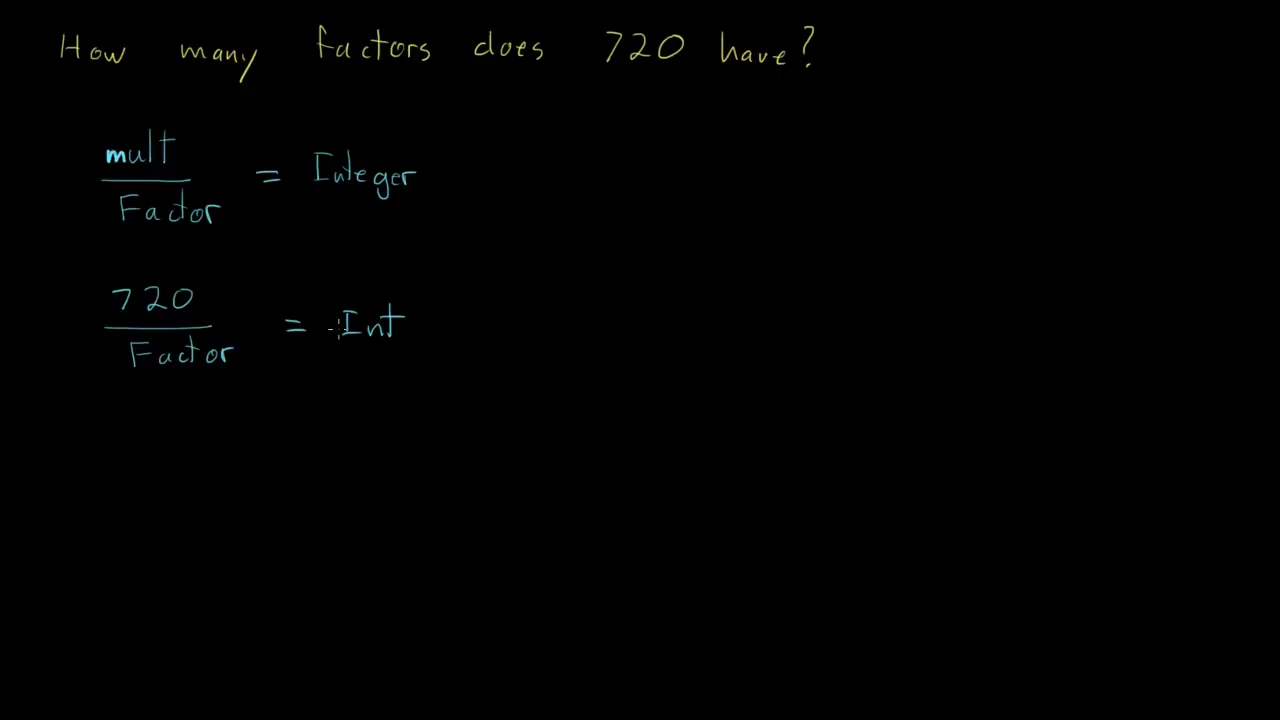 How many factors does 720 have?
mult
Factor
= Integer
720
Factor
= Int